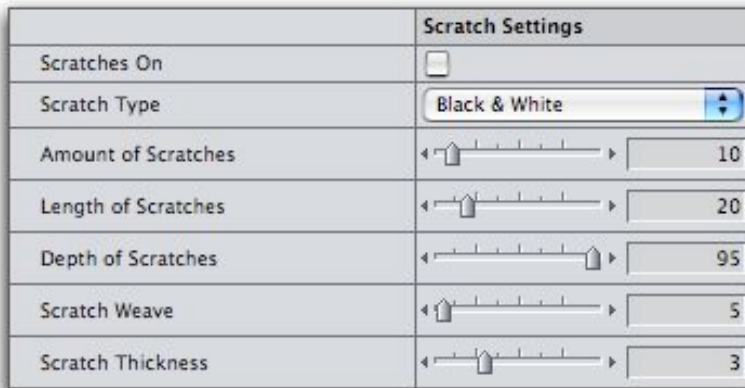 Scratch Settings
Scratches On
Scratch Type Black & White
Amount of Scratches 10
Length of Scratches 20
Depth of Scratches 95
Scratch Weave 5
Scratch Thickness 3